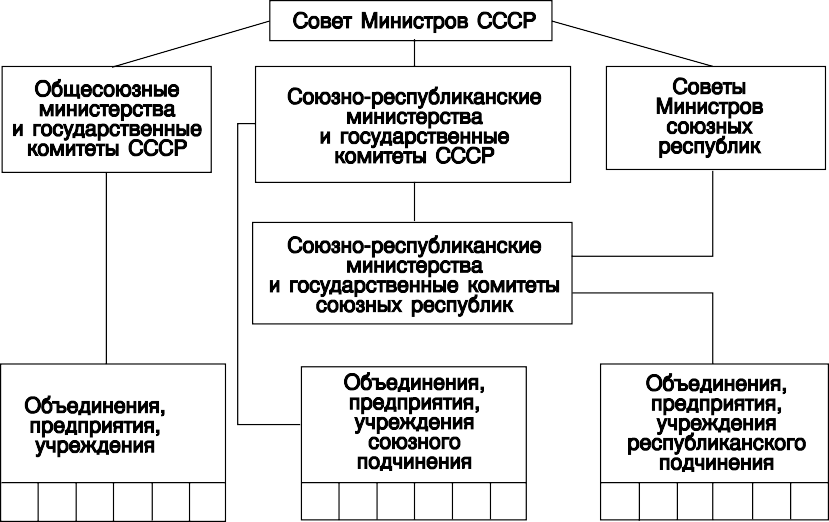 Совет Министров СССР
Общесоюзные
министерства
и государственные
комитеты СССР
Союзно-республиканские
министерства
и государственные
комитеты СССР
Советы
Министров
союзных
республик
Союзно-республиканские
министерства
и государственные комитеты
союзных республик
Объединения,
предприятия,
учреждения
Объединения,
предприятия,
учреждения
союзного
подчинения
Объединения,
предприятия,
учреждения
республиканского
подчинения